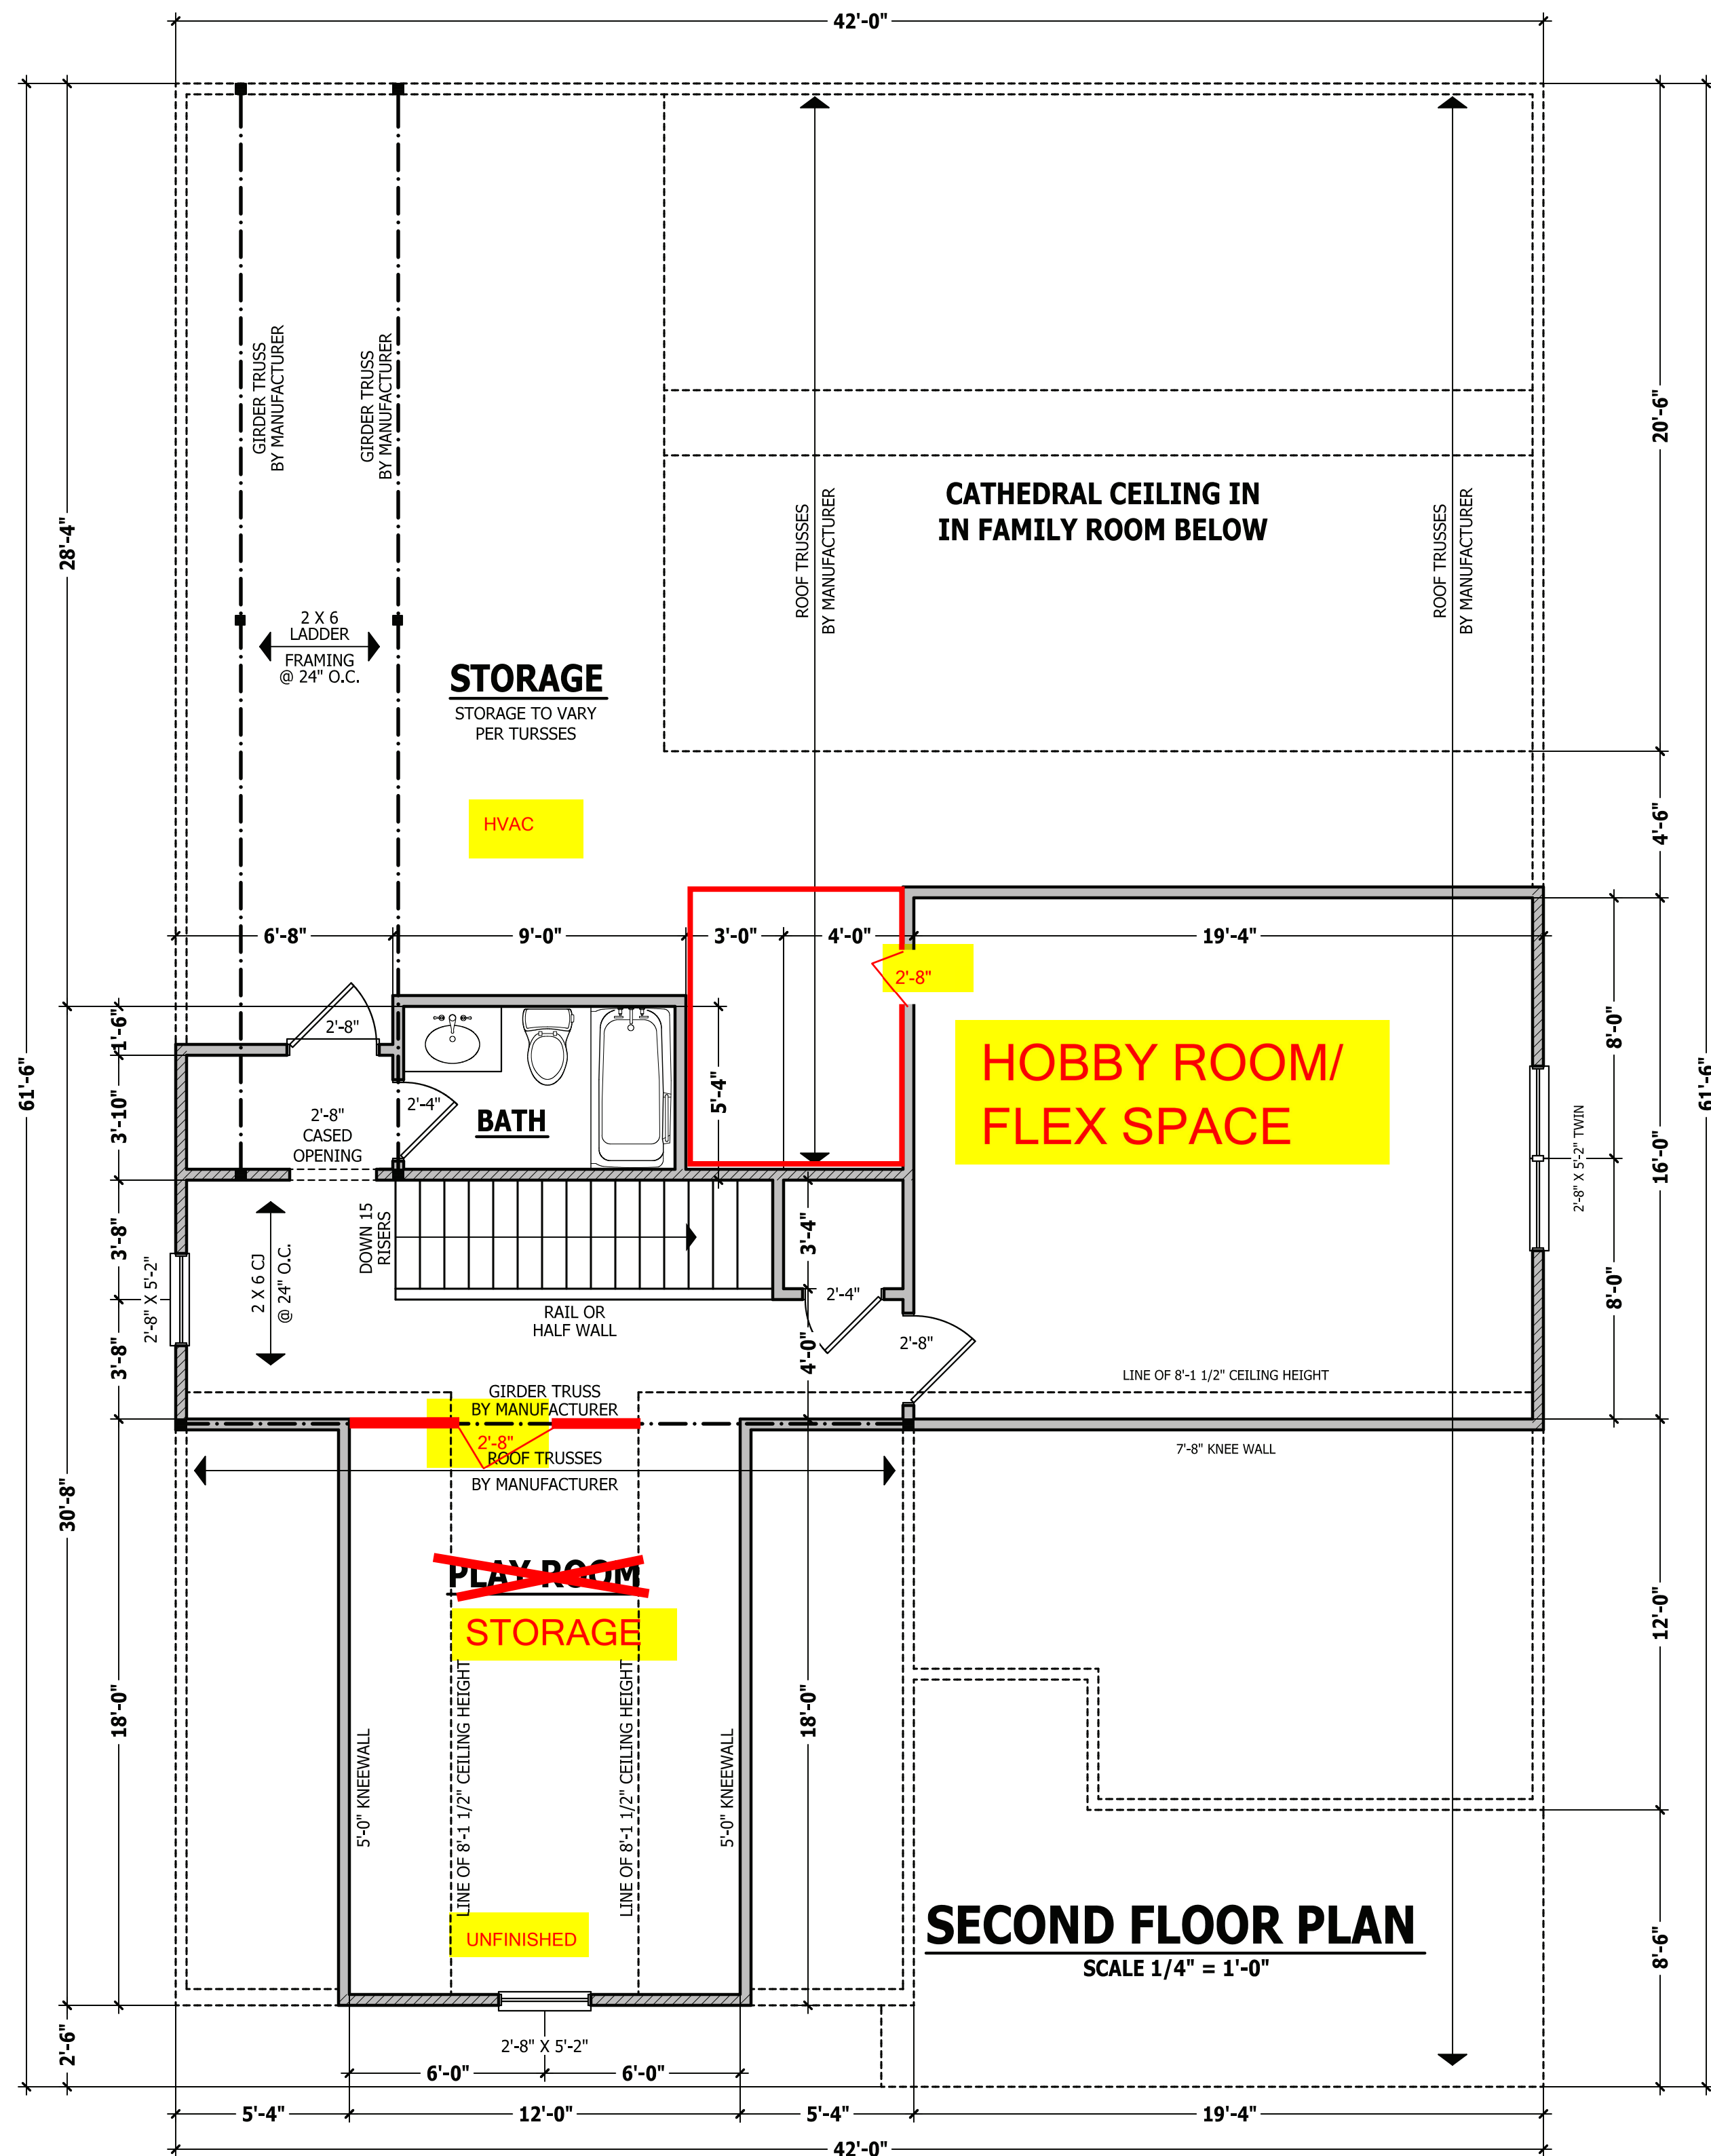 42'-0"
GIRDER TRUSS
BY MANUFACTURER
GIRDER TRUSS
BY MANUFACTURER
20'-6"
CATHEDRAL CEILING IN
IN FAMILY ROOM BELOW
ROOF TRUSSES
BY MANUFACTURER
ROOF TRUSSES
BY MANUFACTURER
28'-4"
2 X 6
LADDER
FRAMING
@ 24" O.C.
STORAGE
STORAGE TO VARY
PER TURSSES
HVAC
4'-6"
6'-8"
9'-0"
3'-0"
4'-0"
19'-4"
2'-8"
1'-6"
2'-8"
8'-0"
HOBBY ROOM/
FLEX SPACE
61'-6"
61'-6"
3'-10"
2'-8"
CASED
OPENING
2'-4"
BATH
5'-4"
2'-8" X 5'-2" TWIN
16'-0"
3'-8"
2'-8" X 5'-2"
2 X 6 CJ
@ 24" O.C.
DOWN 15
RISERS
3'-4"
8'-0"
2'-4"
RAIL OR
HALF WALL
4'-0"
2'-8"
3'-8"
LINE OF 8'-1 1/2" CEILING HEIGHT
GIRDER TRUSS
BY MANUFACTURER
2'-8"
ROOF TRUSSES
BY MANUFACTURER
7'-8" KNEE WALL
30'-8"
PLAY ROOM
STORAGE
12'-0"
18'-0"
18'-0"
5'-0" KNEEWALL
LINE OF 8'-1 1/2" CEILING HEIGHT
LINE OF 8'-1 1/2" CEILING HEIGHT
5'-0" KNEEWALL
UNFINISHED
SECOND FLOOR PLAN
SCALE 1/4" = 1'-0"
8'-6"
2'-6"
2'-8" X 5'-2"
6'-0"
6'-0"
5'-4"
12'-0"
5'-4"
19'-4"
42'-0"